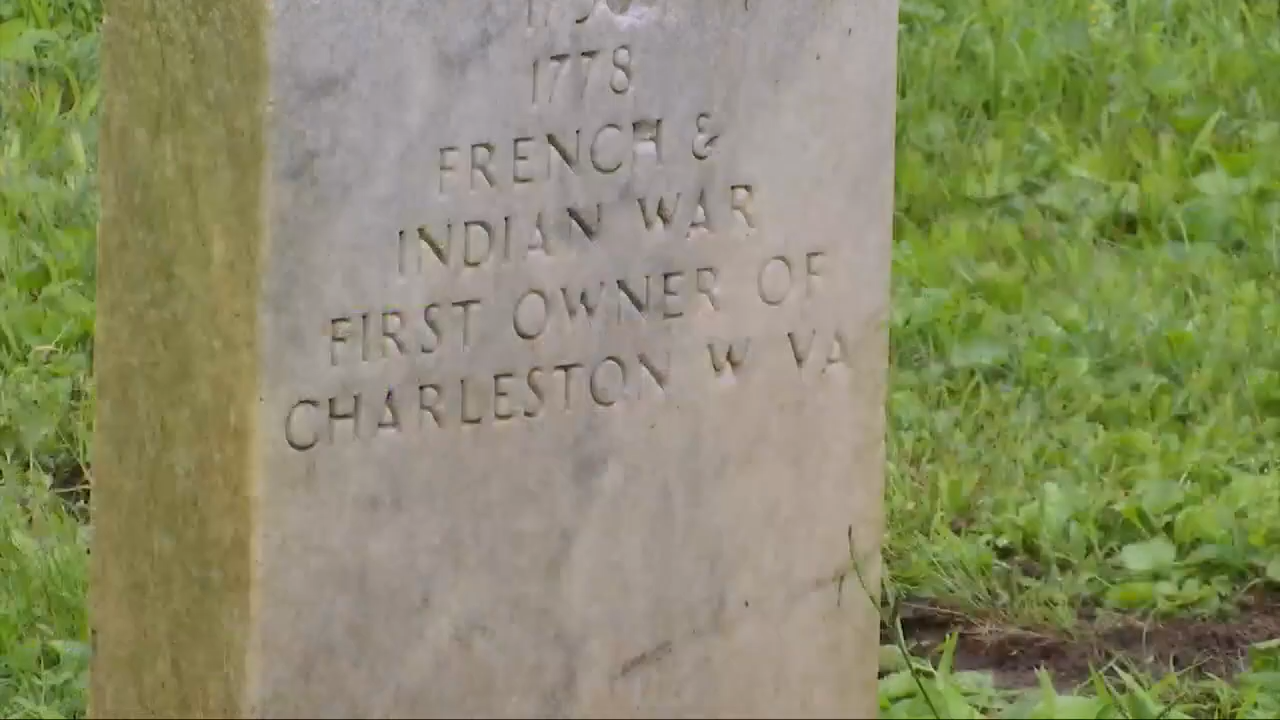 1778
FRENCH &
INDIAN WAR
FIRST OWNER OF
CHARLESTON W VA